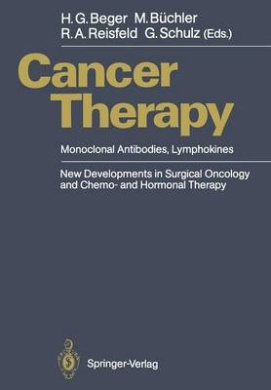 H. G. Beger M. Büchler
R. A. Reisfeld G. Schulz (Eds.)
Cancer
Therapy
Monoclonal Antibodies, Lymphokines
New Developments in Surgical Oncology
and Chemo- and Hormonal Therapy
Springer-Verlag